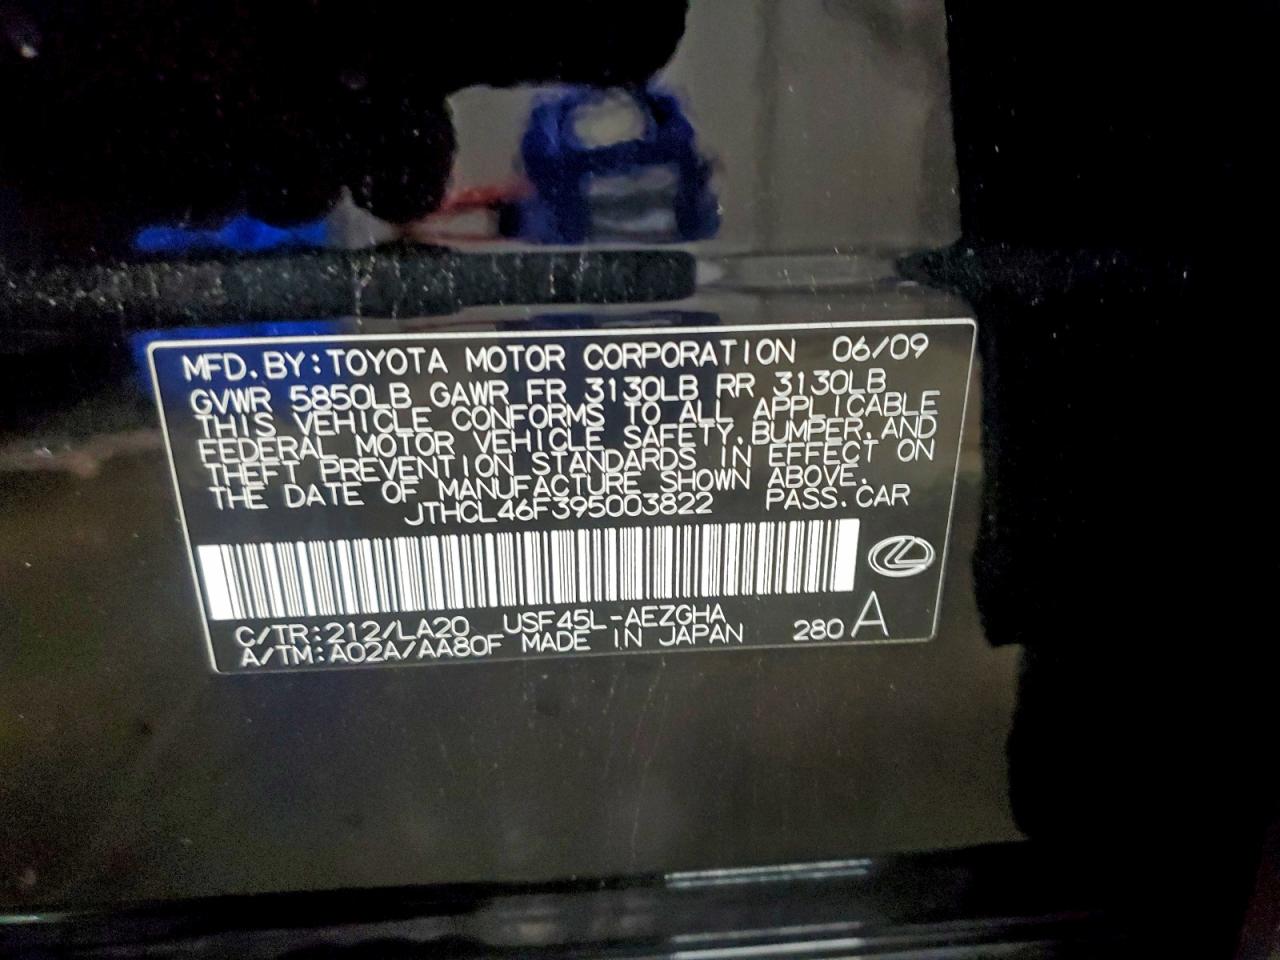 MFD.BY:TOYOTA MOTOR CORPORATION 06/09
GVWR 5850LB GAWR FR 3130LB RR 3130LB
THIS VEHICLE CONFORMS TO ALL APPLICABLE
FEDERAL MOTOR VEHICLE SAFETY,BUMPER,AND
THEFT PREVENTION STANDARDS IN EFFECT ON
THE DATE OF MANUFACTURE SHOWN ABOVE.
JTHCL46F395003822 PASS.CAR
C/TR:212/LA20 USF45L-AEZGHA
A/TM:A02A/AA80F MADE IN JAPAN 280 A